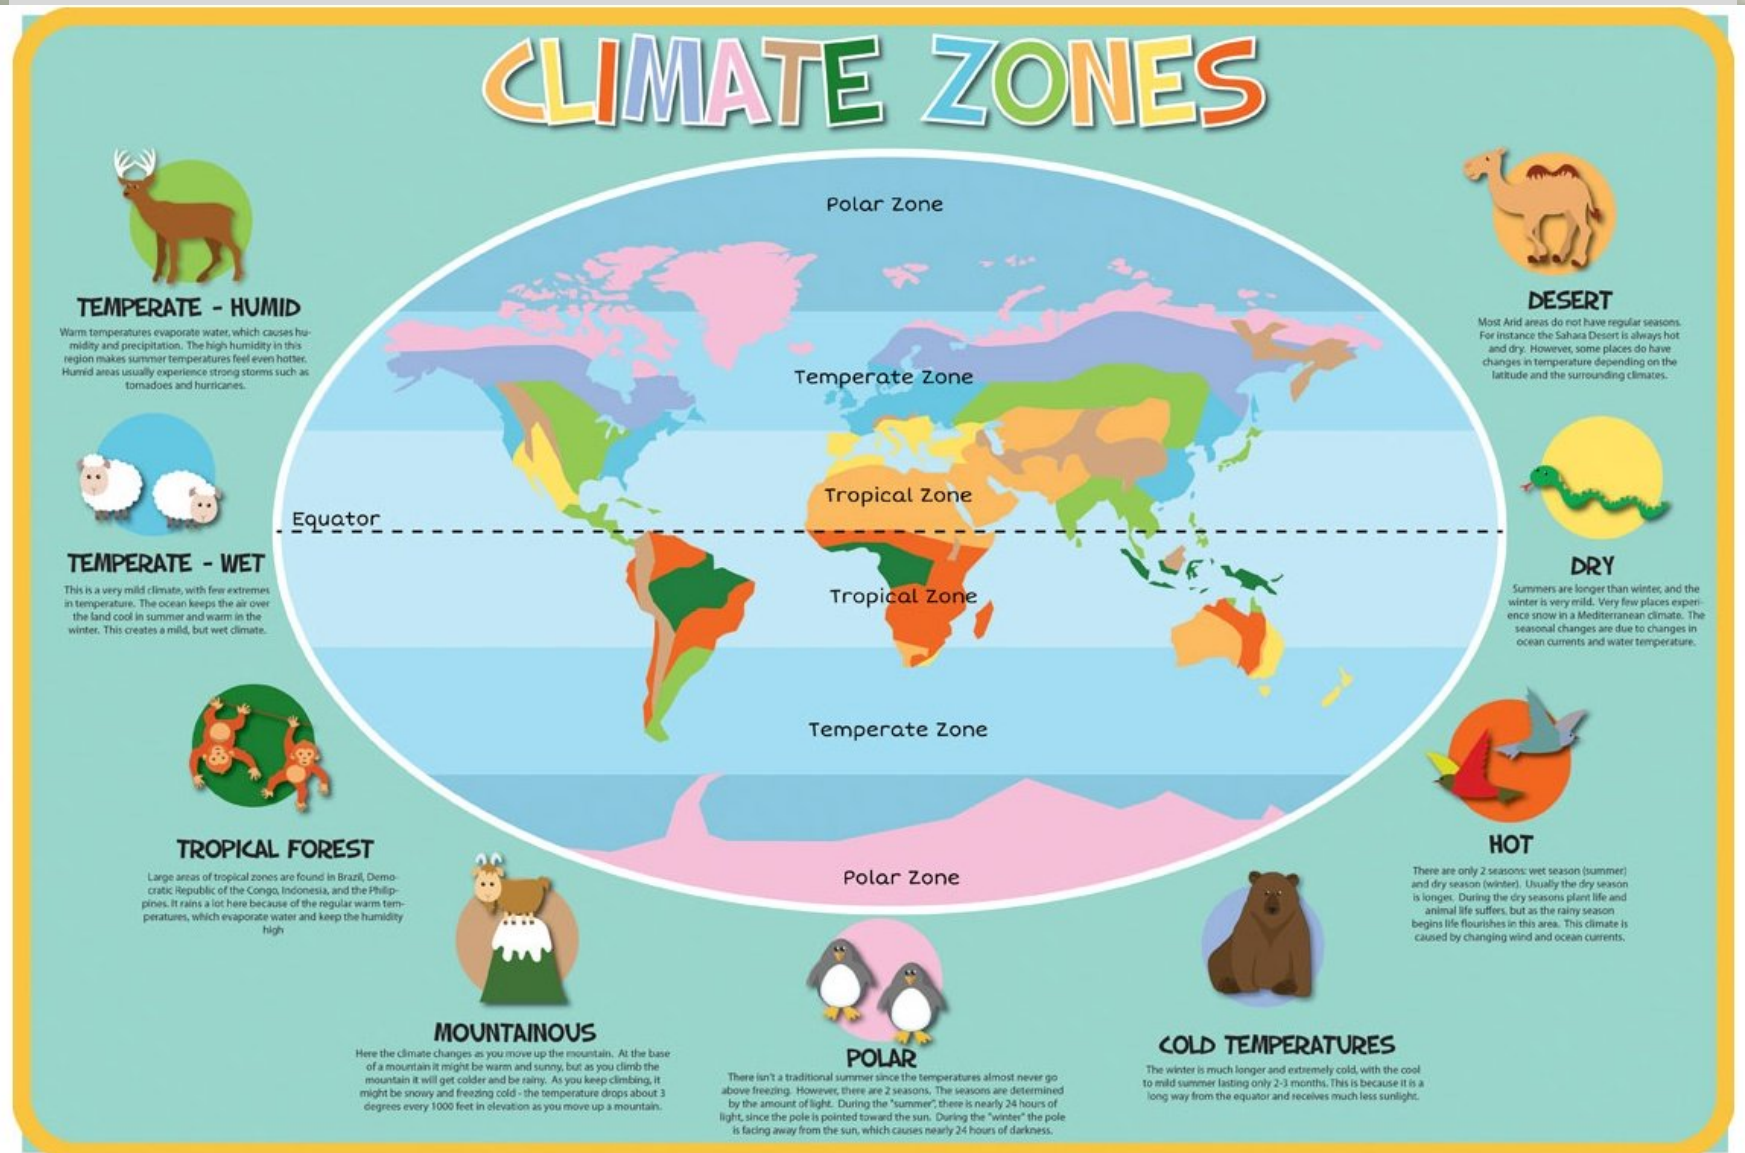 CLIMATE ZONES
Polar Zone
Temperate Zone
Tropical Zone
Equator
Tropical Zone
Temperate Zone
Polar Zone
TEMPERATE - HUMID
Warm temperatures evaporate water, which causes hu-
midity and precipitation. The high humidity in this
region makes summer temperatures feel even hotter.
Humid areas usually experience strong storms such as
tornadoes and hurricanes.
TEMPERATE - WET
This is a very mild climate, with few extremes
in temperature. The ocean keeps the air over
the land cool in summer and warm in the
winter. This creates a mild, but wet climate.
TROPICAL FOREST
Large areas of tropical zones are found in Brazil, Demo-
cratic Republic of the Congo, Indonesia, and the Philip-
pines. It rains a lot here because of the regular warm tem-
peratures, which evaporate water and keep the humidity
high
MOUNTAINOUS
Here the climate changes as you move up the mountain. At the base
of a mountain it might be warm and sunny, but as you climb the
mountain it will get colder and be rainy. As you keep climbing, it
might be snowy and freezing cold - the temperature drops about 3
degrees every 1000 feet in elevation as you move up a mountain.
POLAR
There isn't a traditional summer since the temperatures almost never go
above freezing. However, there are 2 seasons. The seasons are determined
by the amount of light. During the "summer", there is nearly 24 hours of
light, since the pole is pointed toward the sun. During the "winter" the pole
is facing away from the sun, which causes nearly 24 hours of darkness.
COLD TEMPERATURES
The winter is much longer and extremely cold, with the cool
to mild summer lasting only 2-3 months. This is because it is a
long way from the equator and receives much less sunlight.
HOT
There are only 2 seasons: wet season (summer)
and dry season (winter). Usually the dry season
is longer. During the dry seasons plant life and
animal life suffers, but as the rainy season
begins life flourishes in this area. This climate is
caused by changing wind and ocean currents.
DRY
Summers are longer than winter, and the
winter is very mild. Very few places experi-
ence snow in a Mediterranean climate. The
seasonal changes are due to changes in
ocean currents and water temperature.
DESERT
Most Arid areas do not have regular seasons.
For instance the Sahara Desert is always hot
and dry. However, some places do have
changes in temperature depending on the
latitude and the surrounding climates.